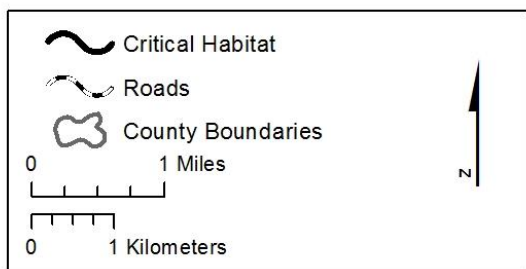 Critical Habitat
Roads
County Boundaries
0 1 Miles
0 1 Kilometers
N